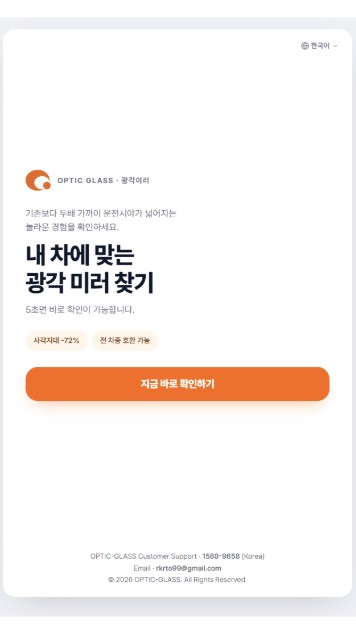 한국어
OPTIC GLASS · 광각미러
기존보다 두배 가까이 운전시야가 넓어지는
놀라운 경험을 확인하세요.
내 차에 맞는
광각 미러 찾기
5초면 바로 확인이 가능합니다.
사각지대 -72%
전 차종 호환 가능
지금 바로 확인하기
OPTIC-GLASS Customer Support · 1588-9658 (Korea)
Email · rkrto99@gmail.com
© 2026 OPTIC-GLASS. All Rights Reserved.